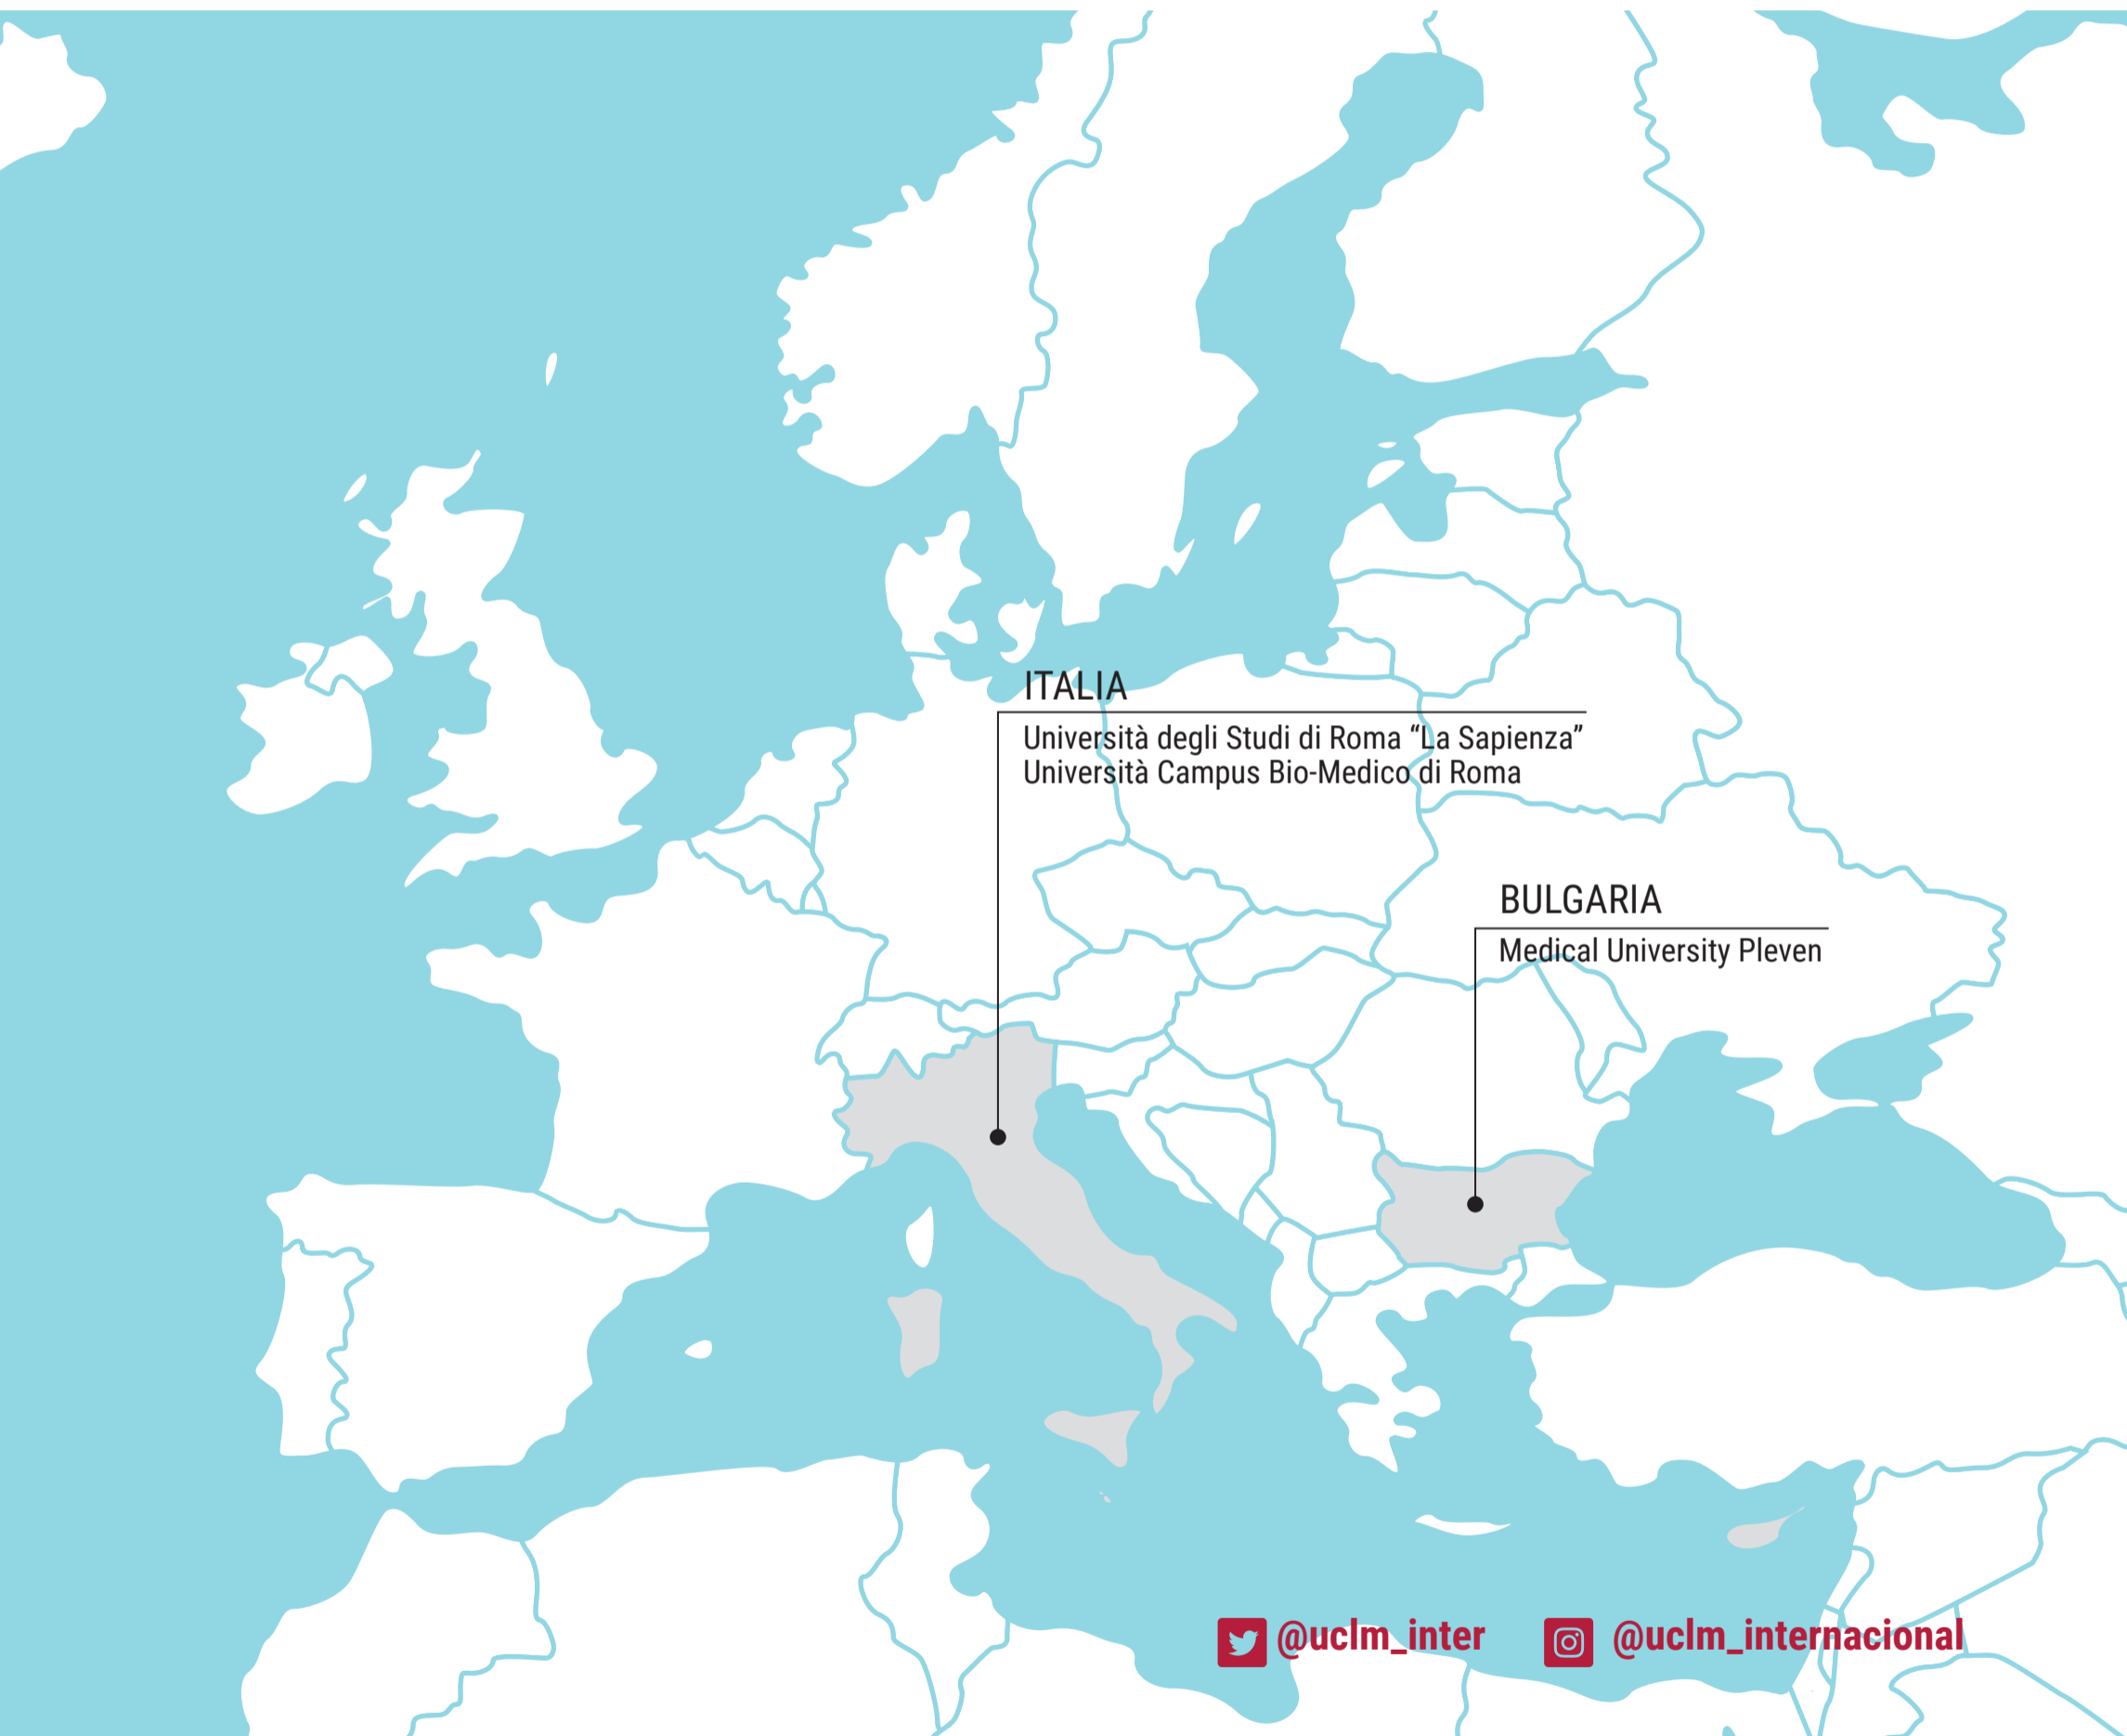 ITALIA
Università degli Studi di Roma “La Sapienza”
Università Campus Bio-Medico di Roma
BULGARIA
Medical University Pleven
@uclm_inter
@uclm_internacional